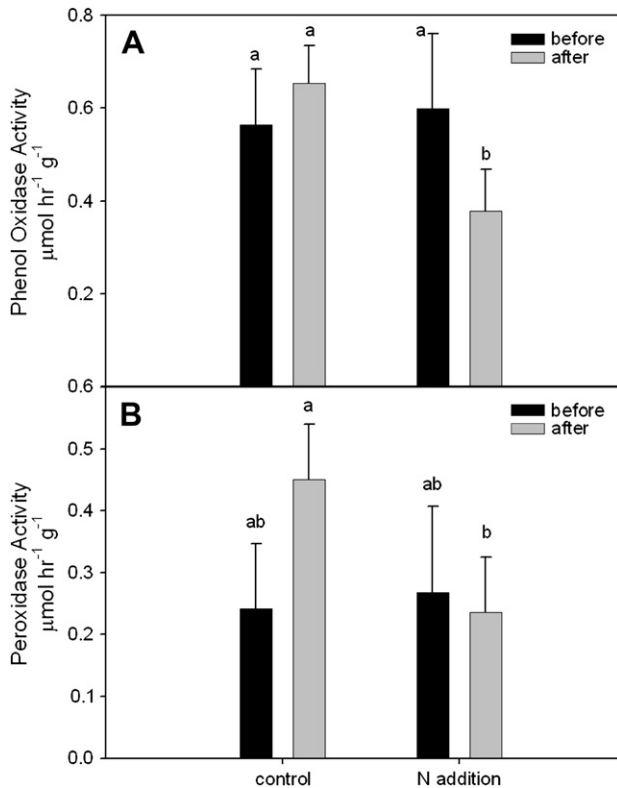 A
before
after
Phenol Oxidase Activity
µmol hr⁻¹ g⁻¹
0.8
0.6
0.4
0.2
a
a
a
b
B
before
after
Peroxidase Activity
µmol hr⁻¹ g⁻¹
0.6
0.5
0.4
0.3
0.2
0.1
0.0
ab
a
ab
b
control
N addition